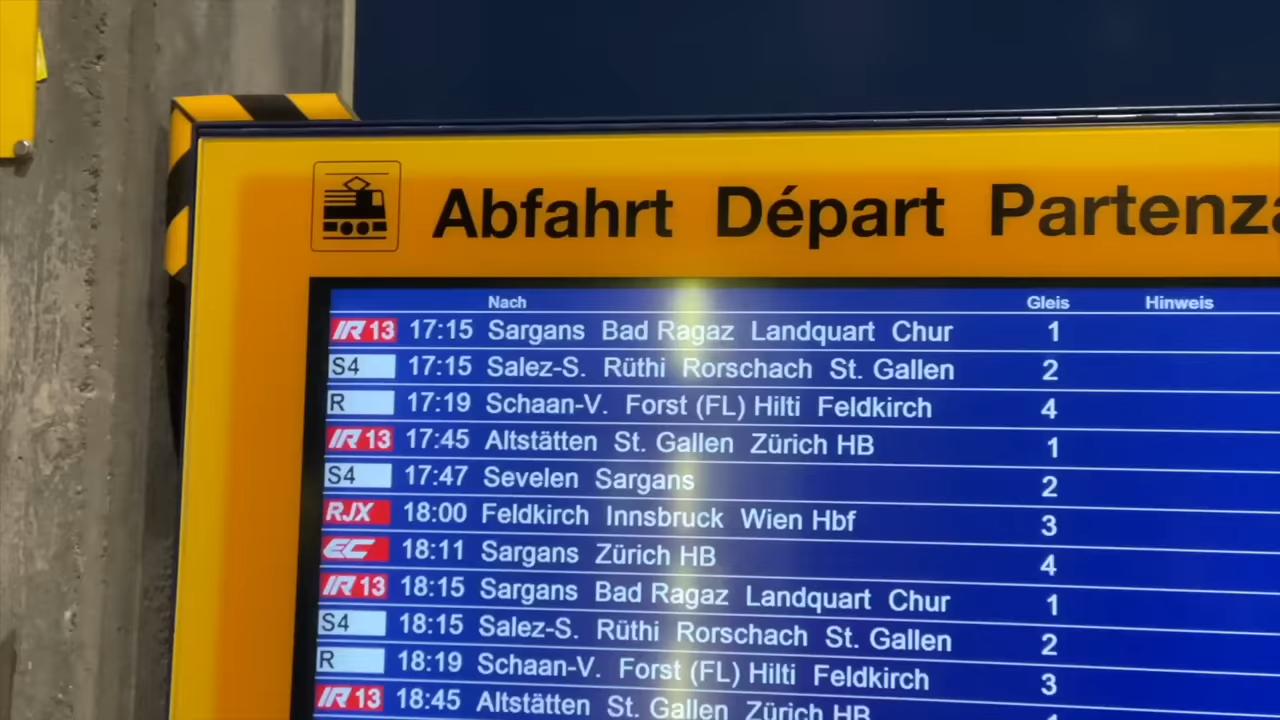 Abfahrt Départ Partenz
Nach Gleis Hinweis
IR 13 17:15 Sargans Bad Ragaz Landquart Chur 1
S4 17:15 Salez-S. Rüthi Rorschach St. Gallen 2
R 17:19 Schaan-V. Forst (FL) Hilti Feldkirch 4
IR 13 17:45 Altstätten St. Gallen Zürich HB 1
S4 17:47 Sevelen Sargans 2
RJX 18:00 Feldkirch Innsbruck Wien Hbf 3
EC 18:11 Sargans Zürich HB 4
IR 13 18:15 Sargans Bad Ragaz Landquart Chur 1
S4 18:15 Salez-S. Rüthi Rorschach St. Gallen 2
R 18:19 Schaan-V. Forst (FL) Hilti Feldkirch 3
IR 13 18:45 Altstätten St. Gallen Zürich HB